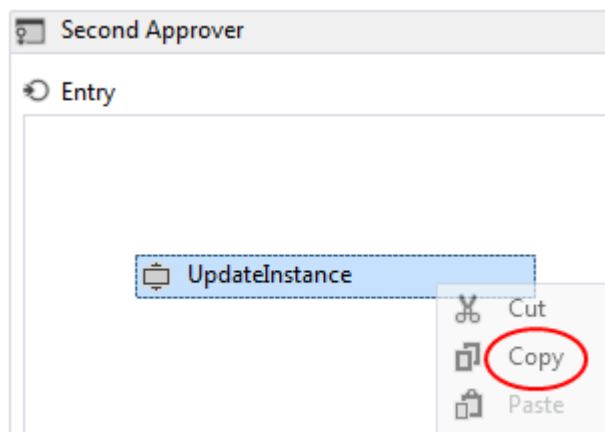 Second Approver
Entry
UpdateInstance
Cut
Copy
Paste